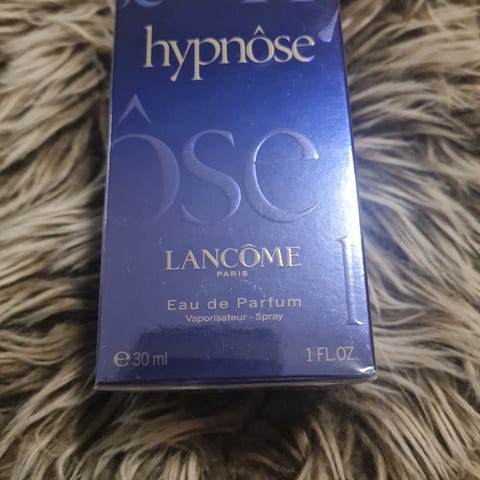 hypnôse
ôse
LANCÔME
PARIS
Eau de Parfum
Vaporisateur - Spray
℮ 30 ml
1 FL.OZ.